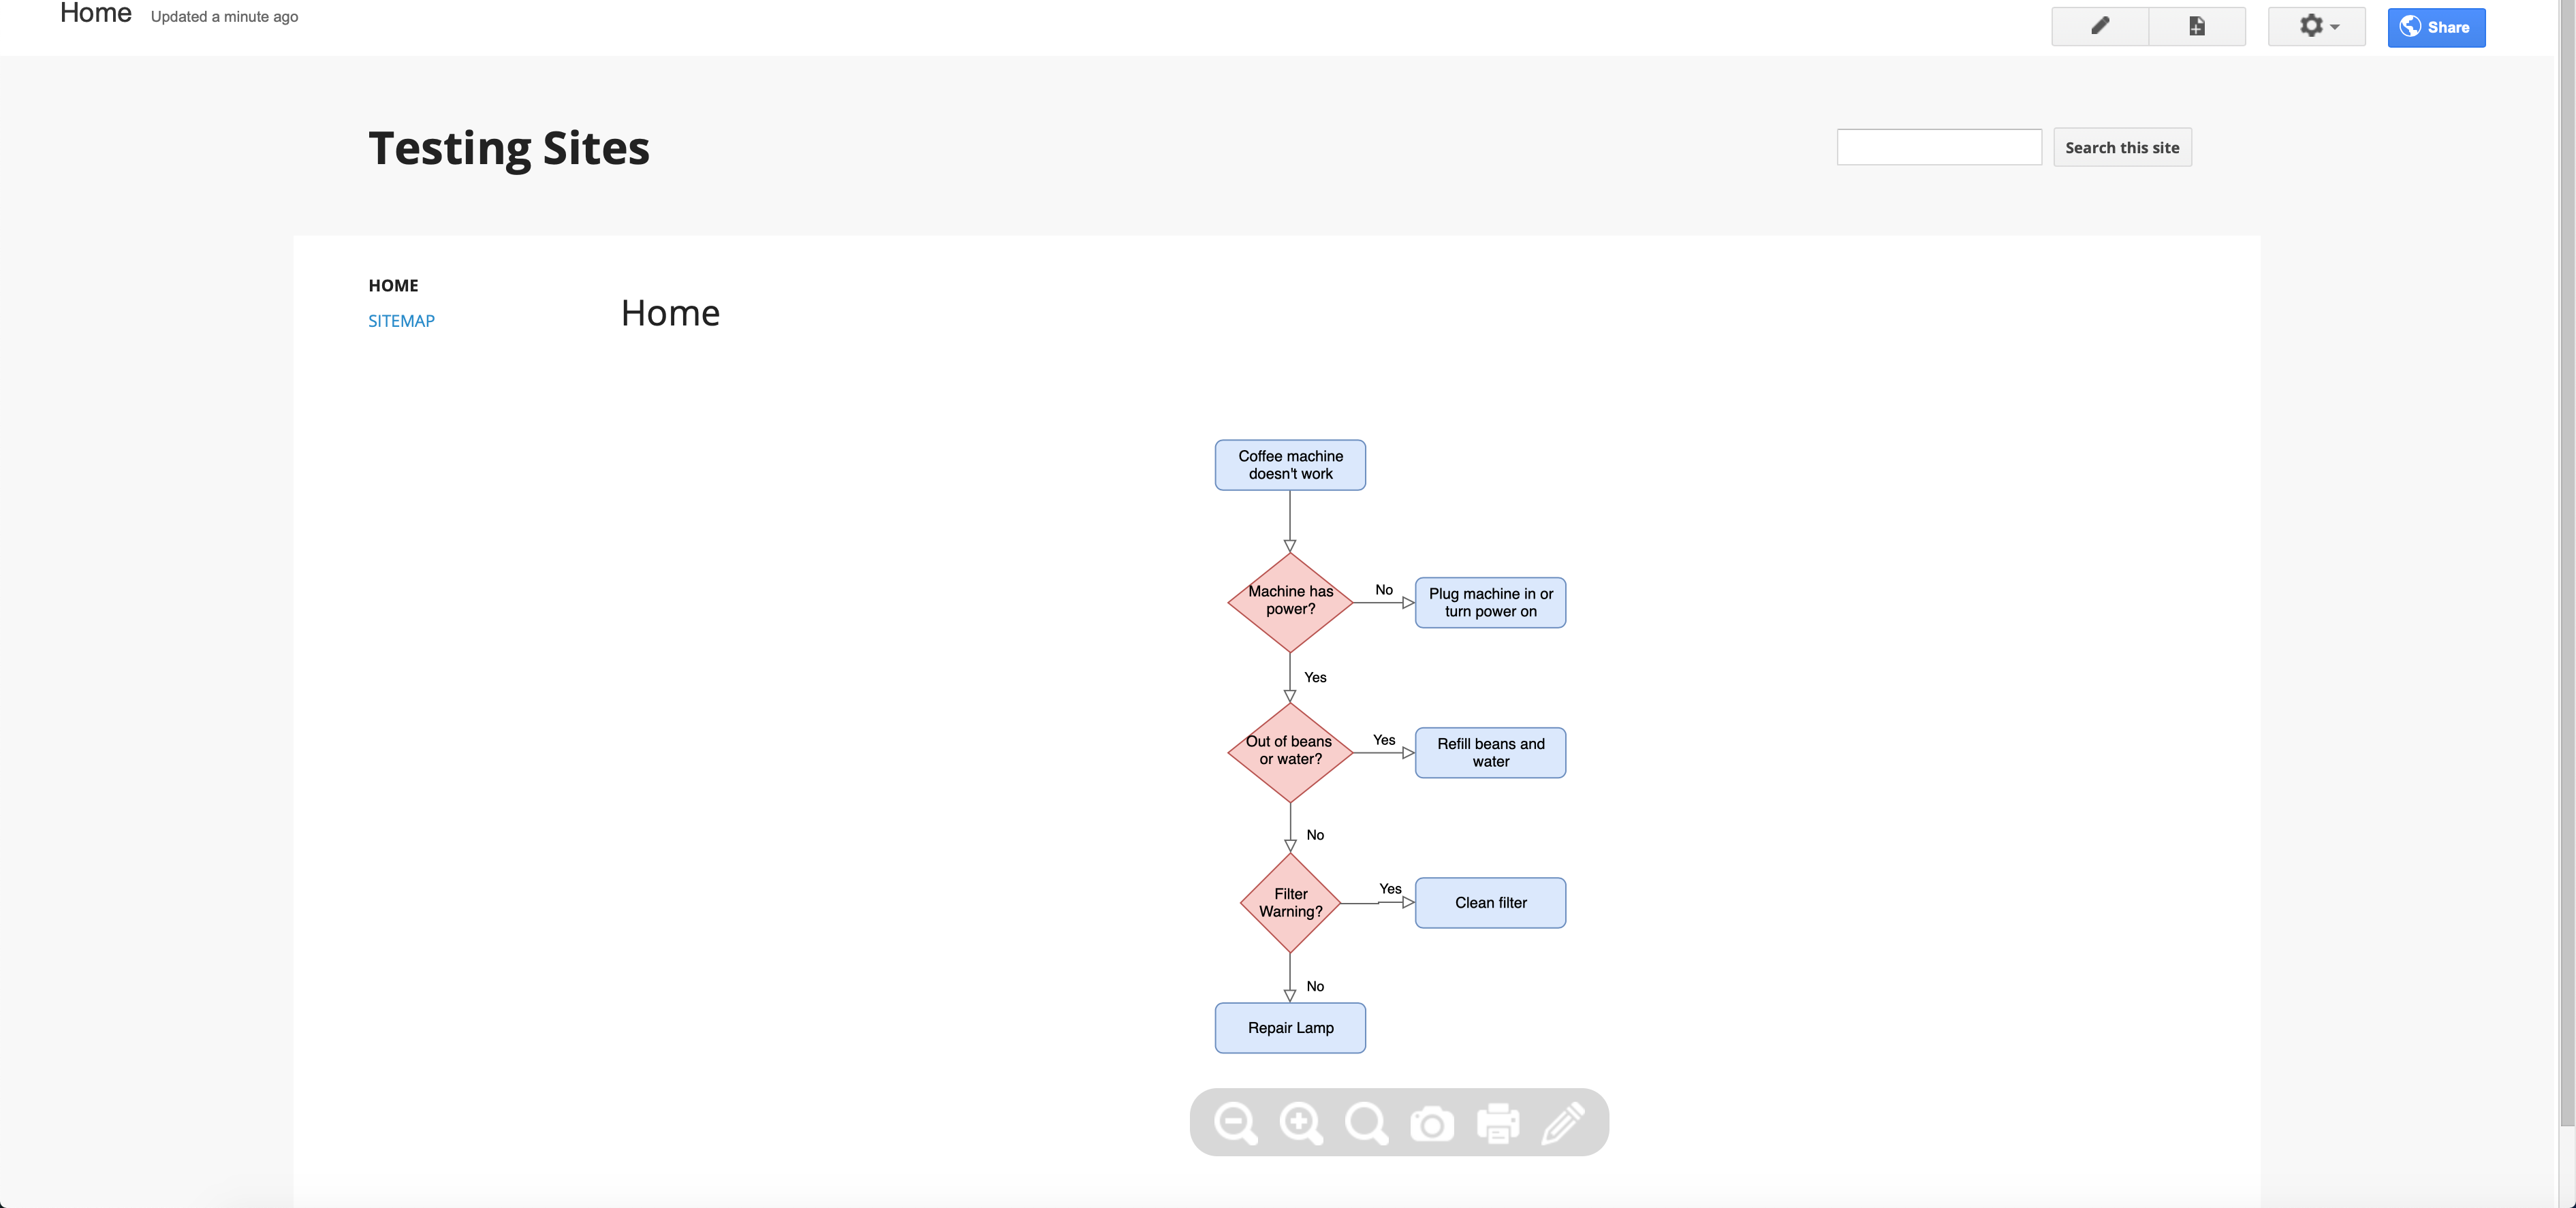 Home Updated a minute ago
Share
Testing Sites
Search this site
HOME
SITEMAP
Home
Coffee machine
doesn't work
Machine has
power?
No
Plug machine in or
turn power on
Yes
Out of beans
or water?
Yes
Refill beans and
water
No
Filter
Warning?
Yes
Clean filter
No
Repair Lamp